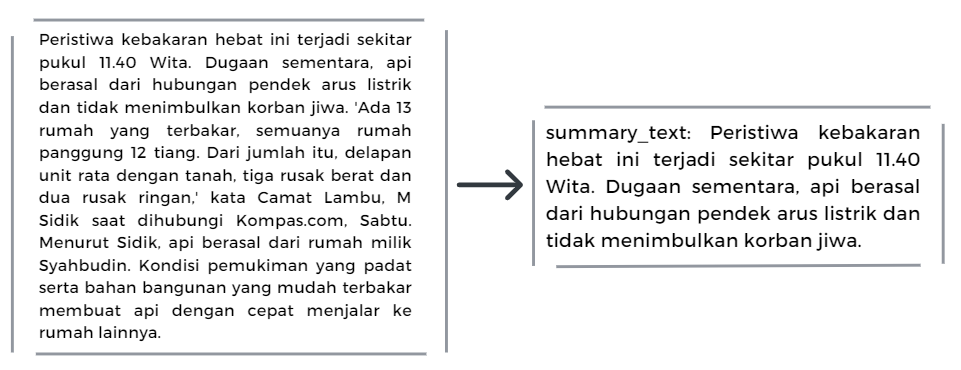 Peristiwa kebakaran hebat ini terjadi sekitar
pukul 11.40 Wita. Dugaan sementara, api
berasal dari hubungan pendek arus listrik
dan tidak menimbulkan korban jiwa. 'Ada 13
rumah yang terbakar, semuanya rumah
panggung 12 tiang. Dari jumlah itu, delapan
unit rata dengan tanah, tiga rusak berat dan
dua rusak ringan,' kata Camat Lambu, M
Sidik saat dihubungi Kompas.com, Sabtu.
Menurut Sidik, api berasal dari rumah milik
Syahbudin. Kondisi pemukiman yang padat
serta bahan bangunan yang mudah terbakar
membuat api dengan cepat menjalar ke
rumah lainnya.
summary_text: Peristiwa kebakaran
hebat ini terjadi sekitar pukul 11.40
Wita. Dugaan sementara, api berasal
dari hubungan pendek arus listrik dan
tidak menimbulkan korban jiwa.